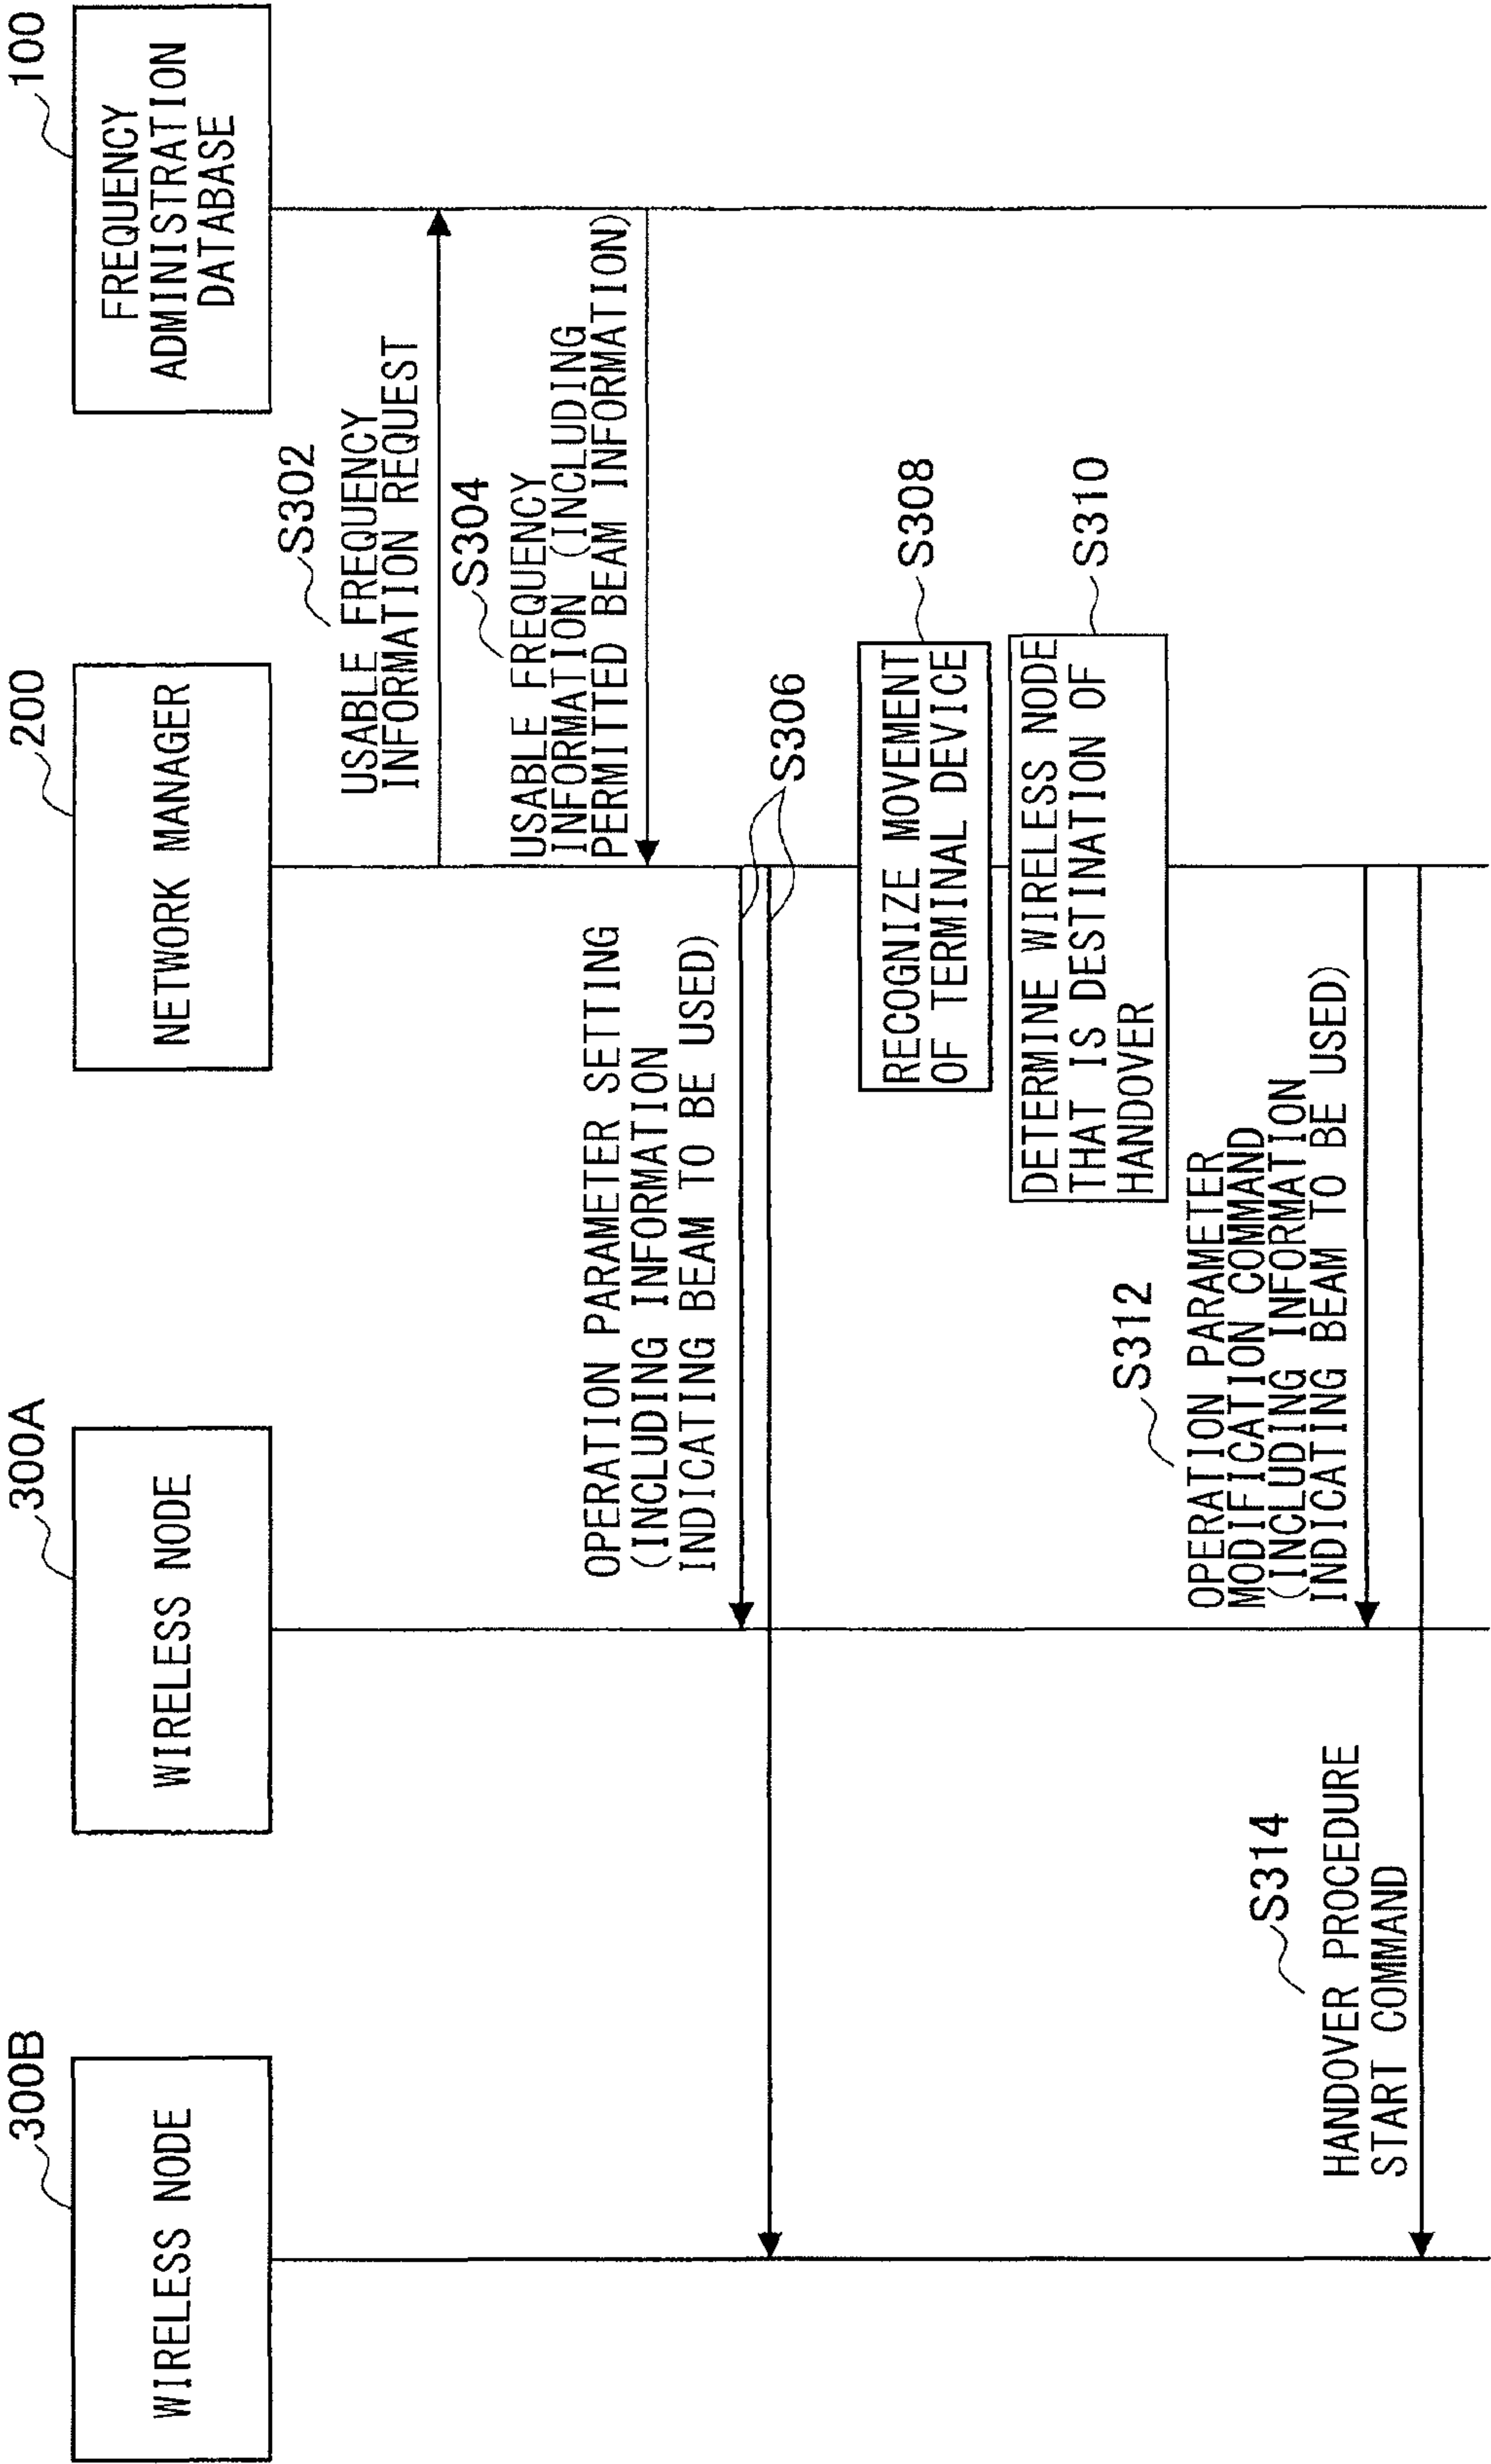 300B
WIRELESS NODE
300A
WIRELESS NODE
200
NETWORK MANAGER
100
FREQUENCY
ADMINISTRATION
DATABASE
S302
USABLE FREQUENCY
INFORMATION REQUEST
S304
USABLE FREQUENCY
INFORMATION (INCLUDING
PERMITTED BEAM INFORMATION)
OPERATION PARAMETER SETTING
(INCLUDING INFORMATION
INDICATING BEAM TO BE USED)
S306
RECOGNIZE MOVEMENT
OF TERMINAL DEVICE
S308
DETERMINE WIRELESS NODE
THAT IS DESTINATION OF
HANDOVER
S310
S312
OPERATION PARAMETER
MODIFICATION COMMAND
(INCLUDING INFORMATION
INDICATING BEAM TO BE USED)
S314
HANDOVER PROCEDURE
START COMMAND